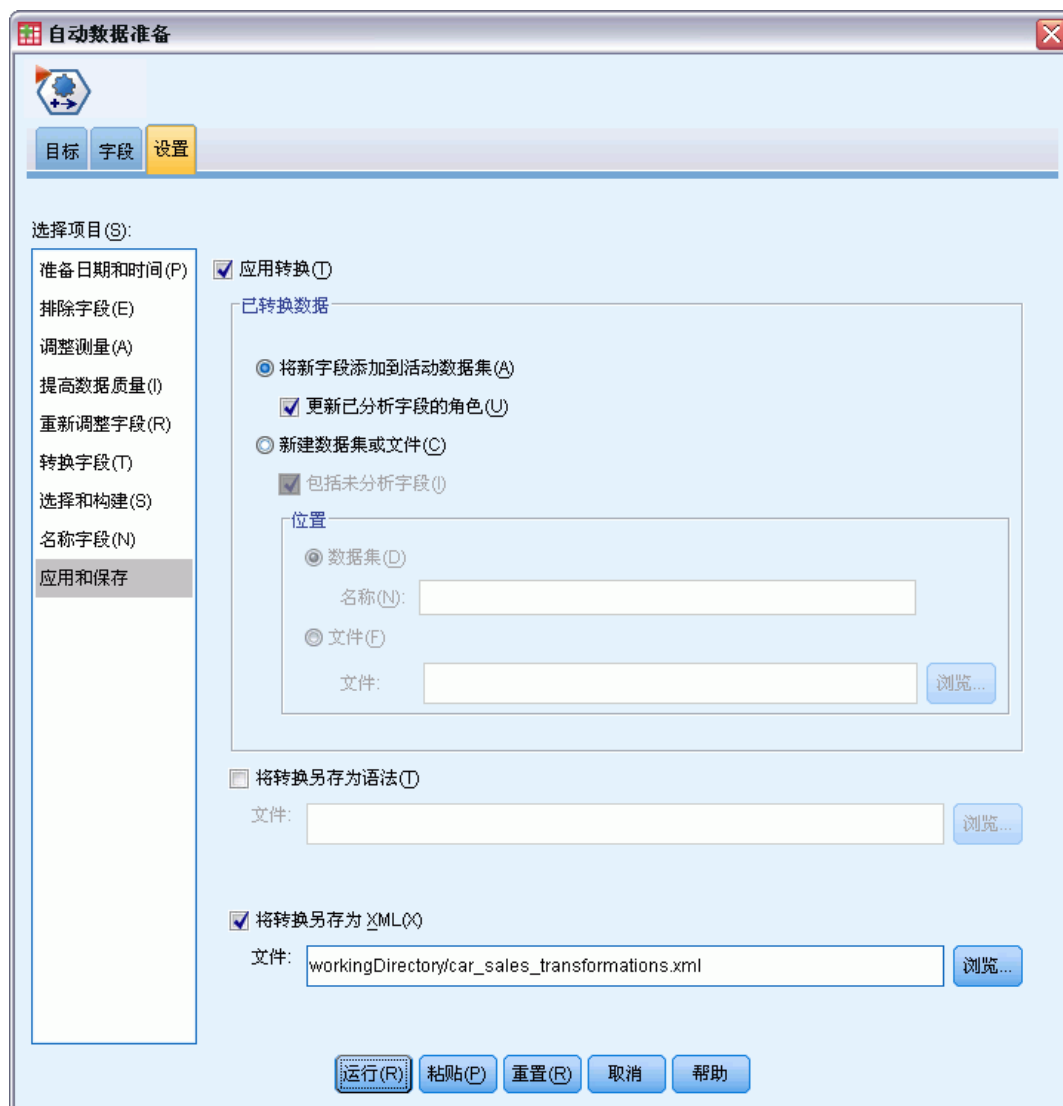 自动数据准备
目标
字段
设置
选择项目(S):
准备日期和时间(P)
排除字段(E)
调整测量(A)
提高数据质量(I)
重新调整字段(R)
转换字段(T)
选择和构建(S)
名称字段(N)
应用和保存
应用转换(T)
已转换数据
将新字段添加到活动数据集(A)
更新已分析字段的角色(U)
新建数据集或文件(C)
包括未分析字段(I)
位置
数据集(D)
名称(N):
文件(F)
文件:
浏览...
将转换另存为语法(T)
文件:
浏览...
将转换另存为 XML(X)
文件:
workingDirectory/car_sales_transformations.xml
浏览...
运行(R)
粘贴(P)
重置(R)
取消
帮助